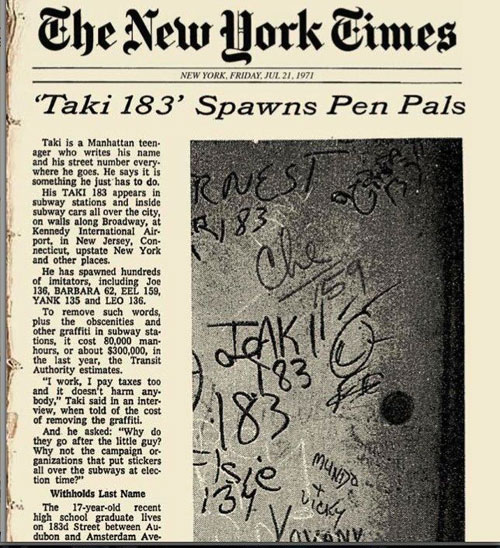 The New York Times
NEW YORK, FRIDAY, JUL 21, 1971
'Taki 183' Spawns Pen Pals
Taki is a Manhattan teen-
ager who writes his name
and his street number every-
where he goes. He says it is
something he just has to do.
His TAKI 183 appears in
subway stations and inside
subway cars all over the city,
on walls along Broadway, at
Kennedy International Air-
port, in New Jersey, Con-
necticut, upstate New York
and other places.
He has spawned hundreds
of imitators, including Joe
136, BARBARA 62, EEL 159,
YANK 135 and LEO 136.
To remove such words,
plus the obscenities and
other graffiti in subway sta-
tions, it cost 80,000 man-
hours, or about $300,000, in
the last year, the Transit
Authority estimates.
"I work, I pay taxes too
and it doesn't harm any-
body," Taki said in an inter-
view, when told of the cost
of removing the graffiti.
And he asked: "Why do
they go after the little guy?
Why not the campaign or-
ganizations that put stickers
all over the subways at elec-
tion time?"
Withholds Last Name
The 17-year-old recent
high school graduate lives
on 183d Street between Au-
dubon and Amsterdam Ave-
RNEST
183
Che
159
183
183
Elsie
134
MUNDO
+
VICKY